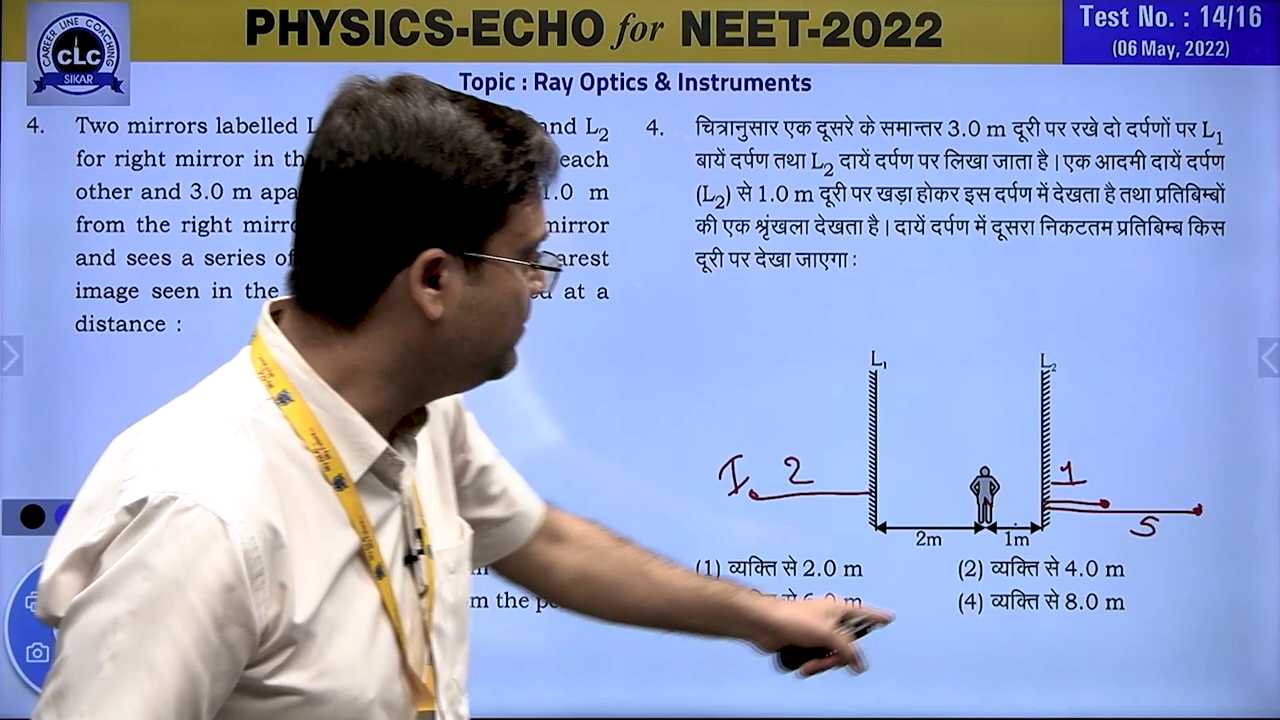 PHYSICS-ECHO for NEET-2022
Test No. : 14/16
(06 May, 2022)
CAREER LINE COACHING
CLC
SIKAR
Topic : Ray Optics & Instruments
4. Two mirrors labelled L and L2
for right mirror in th each
other and 3.0 m apa 1.0 m
from the right mirro mirror
and sees a series of arest
image seen in the at a
distance :
m the
4. चित्रानुसार एक दूसरे के समान्तर 3.0 m दूरी पर रखे दो दर्पणों पर L1
बायें दर्पण तथा L2 दायें दर्पण पर लिखा जाता है। एक आदमी दायें दर्पण
(L2) से 1.0 m दूरी पर खड़ा होकर इस दर्पण में देखता है तथा प्रतिबिम्बों
की एक श्रृंखला देखता है। दायें दर्पण में दूसरा निकटतम प्रतिबिम्ब किस
दूरी पर देखा जाएगा :
L1 L2
I 2 1
5
2m 1m
(1) व्यक्ति से 2.0 m (2) व्यक्ति से 4.0 m
(4) व्यक्ति से 8.0 m